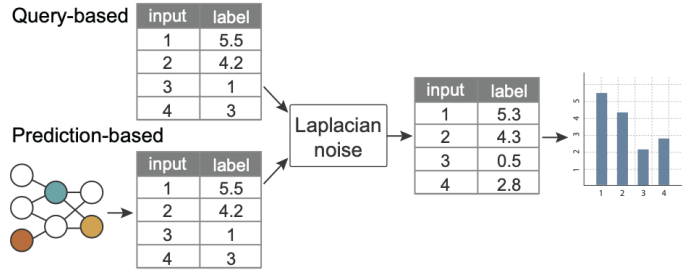 Query-based
input label
1 5.5
2 4.2
3 1
4 3
Prediction-based
input label
1 5.5
2 4.2
3 1
4 3
Laplacian
noise
input label
1 5.3
2 4.3
3 0.5
4 2.8
5
4
3
2
1
1 2 3 4